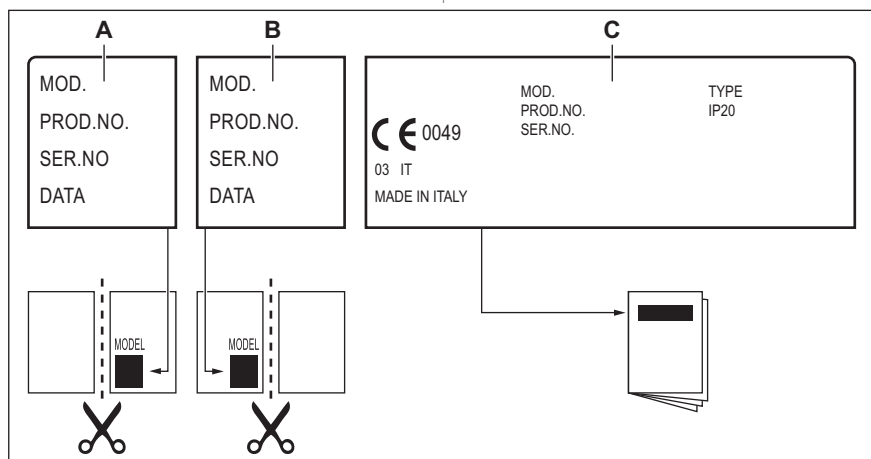 A
B
C
MOD.
PROD.NO.
SER.NO
DATA
MOD.
PROD.NO.
SER.NO
DATA
MOD.
PROD.NO.
SER.NO.
TYPE
IP20
CE 0049
03 IT
MADE IN ITALY
MODEL
MODEL